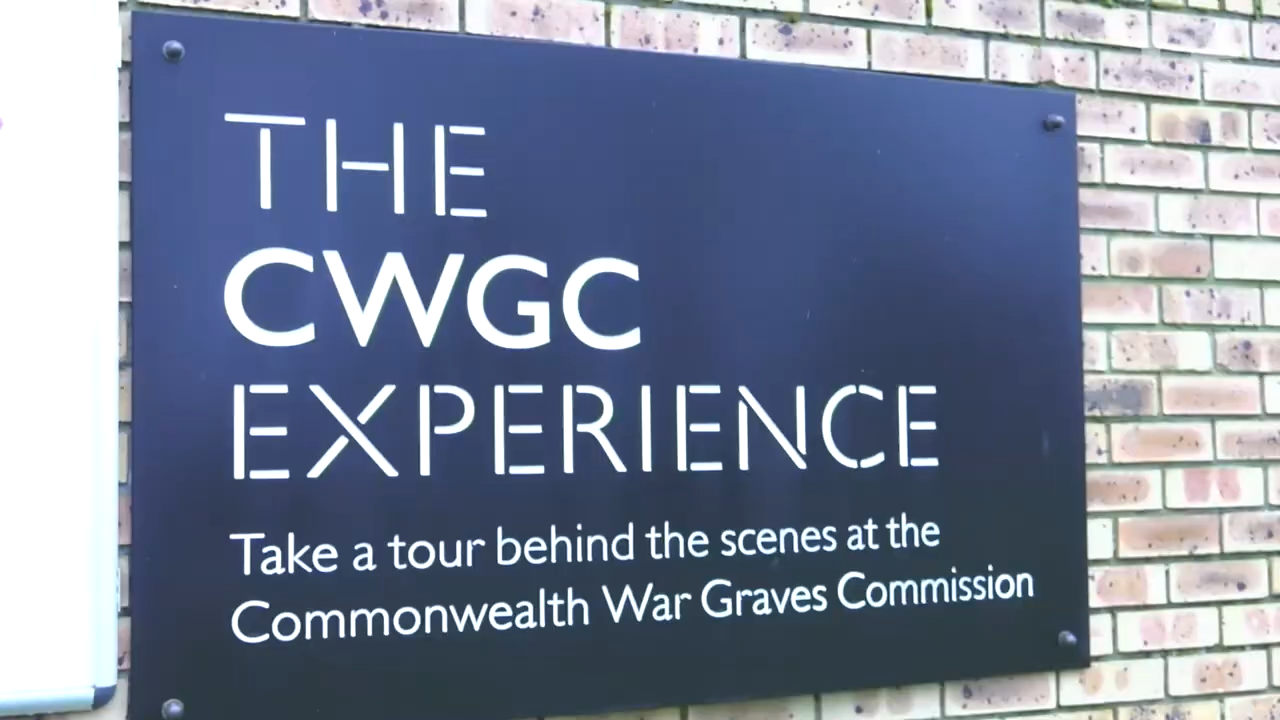 THE
CWGC
EXPERIENCE
Take a tour behind the scenes at the
Commonwealth War Graves Commission